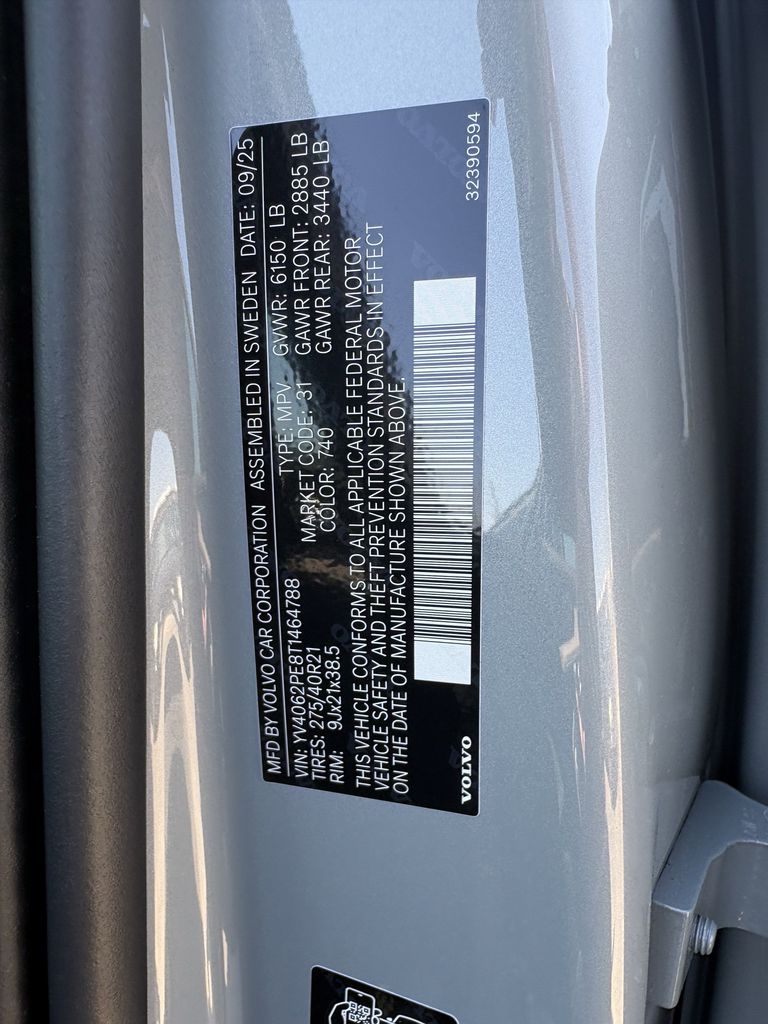 MFD BY VOLVO CAR CORPORATION ASSEMBLED IN SWEDEN DATE: 09/25
VIN: YV4062PE8T1464788 TYPE: MPV GVWR: 6150 LB
TIRES: 275/40R21 MARKET CODE: 31 GAWR FRONT: 2885 LB
RIM: 9Jx21x38.5 COLOR: 740 GAWR REAR: 3440 LB
THIS VEHICLE CONFORMS TO ALL APPLICABLE FEDERAL MOTOR
VEHICLE SAFETY AND THEFT PREVENTION STANDARDS IN EFFECT
ON THE DATE OF MANUFACTURE SHOWN ABOVE.
VOLVO 32390594